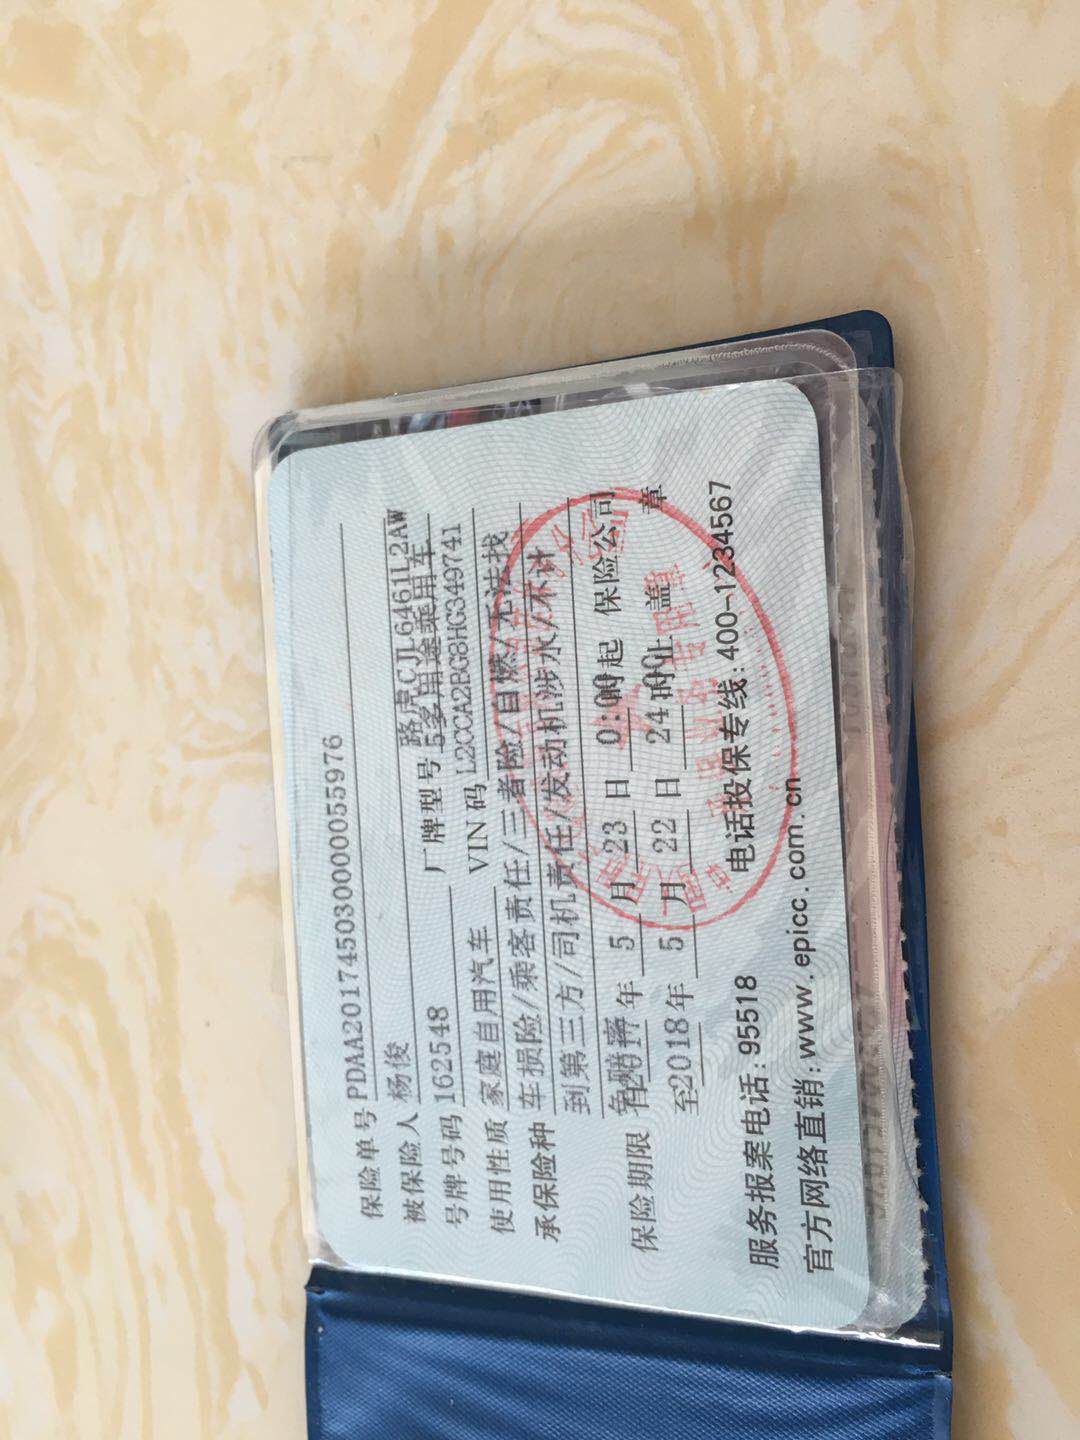 保险单号 PDAA201745030000055976
被保险人 杨俊
路虎CJL6461L2AW
号牌号码 162548 厂牌型号 5多用途乘用车
使用性质 家庭自用汽车 VIN码 L2CCA2BG8HG349741
承保险种 车损险/乘客责任/三者险/自燃/无法找
到第三方/司机责任/发动机涉水/不计
免赔率
保险期限 自2017年 5 月 23 日 0:00时起 保险公司
至2018年 5 月 22 日 24:00时止 盖 章
服务报案电话:95518 电话投保专线:400-1234567
官方网络直销:www.epicc.com.cn